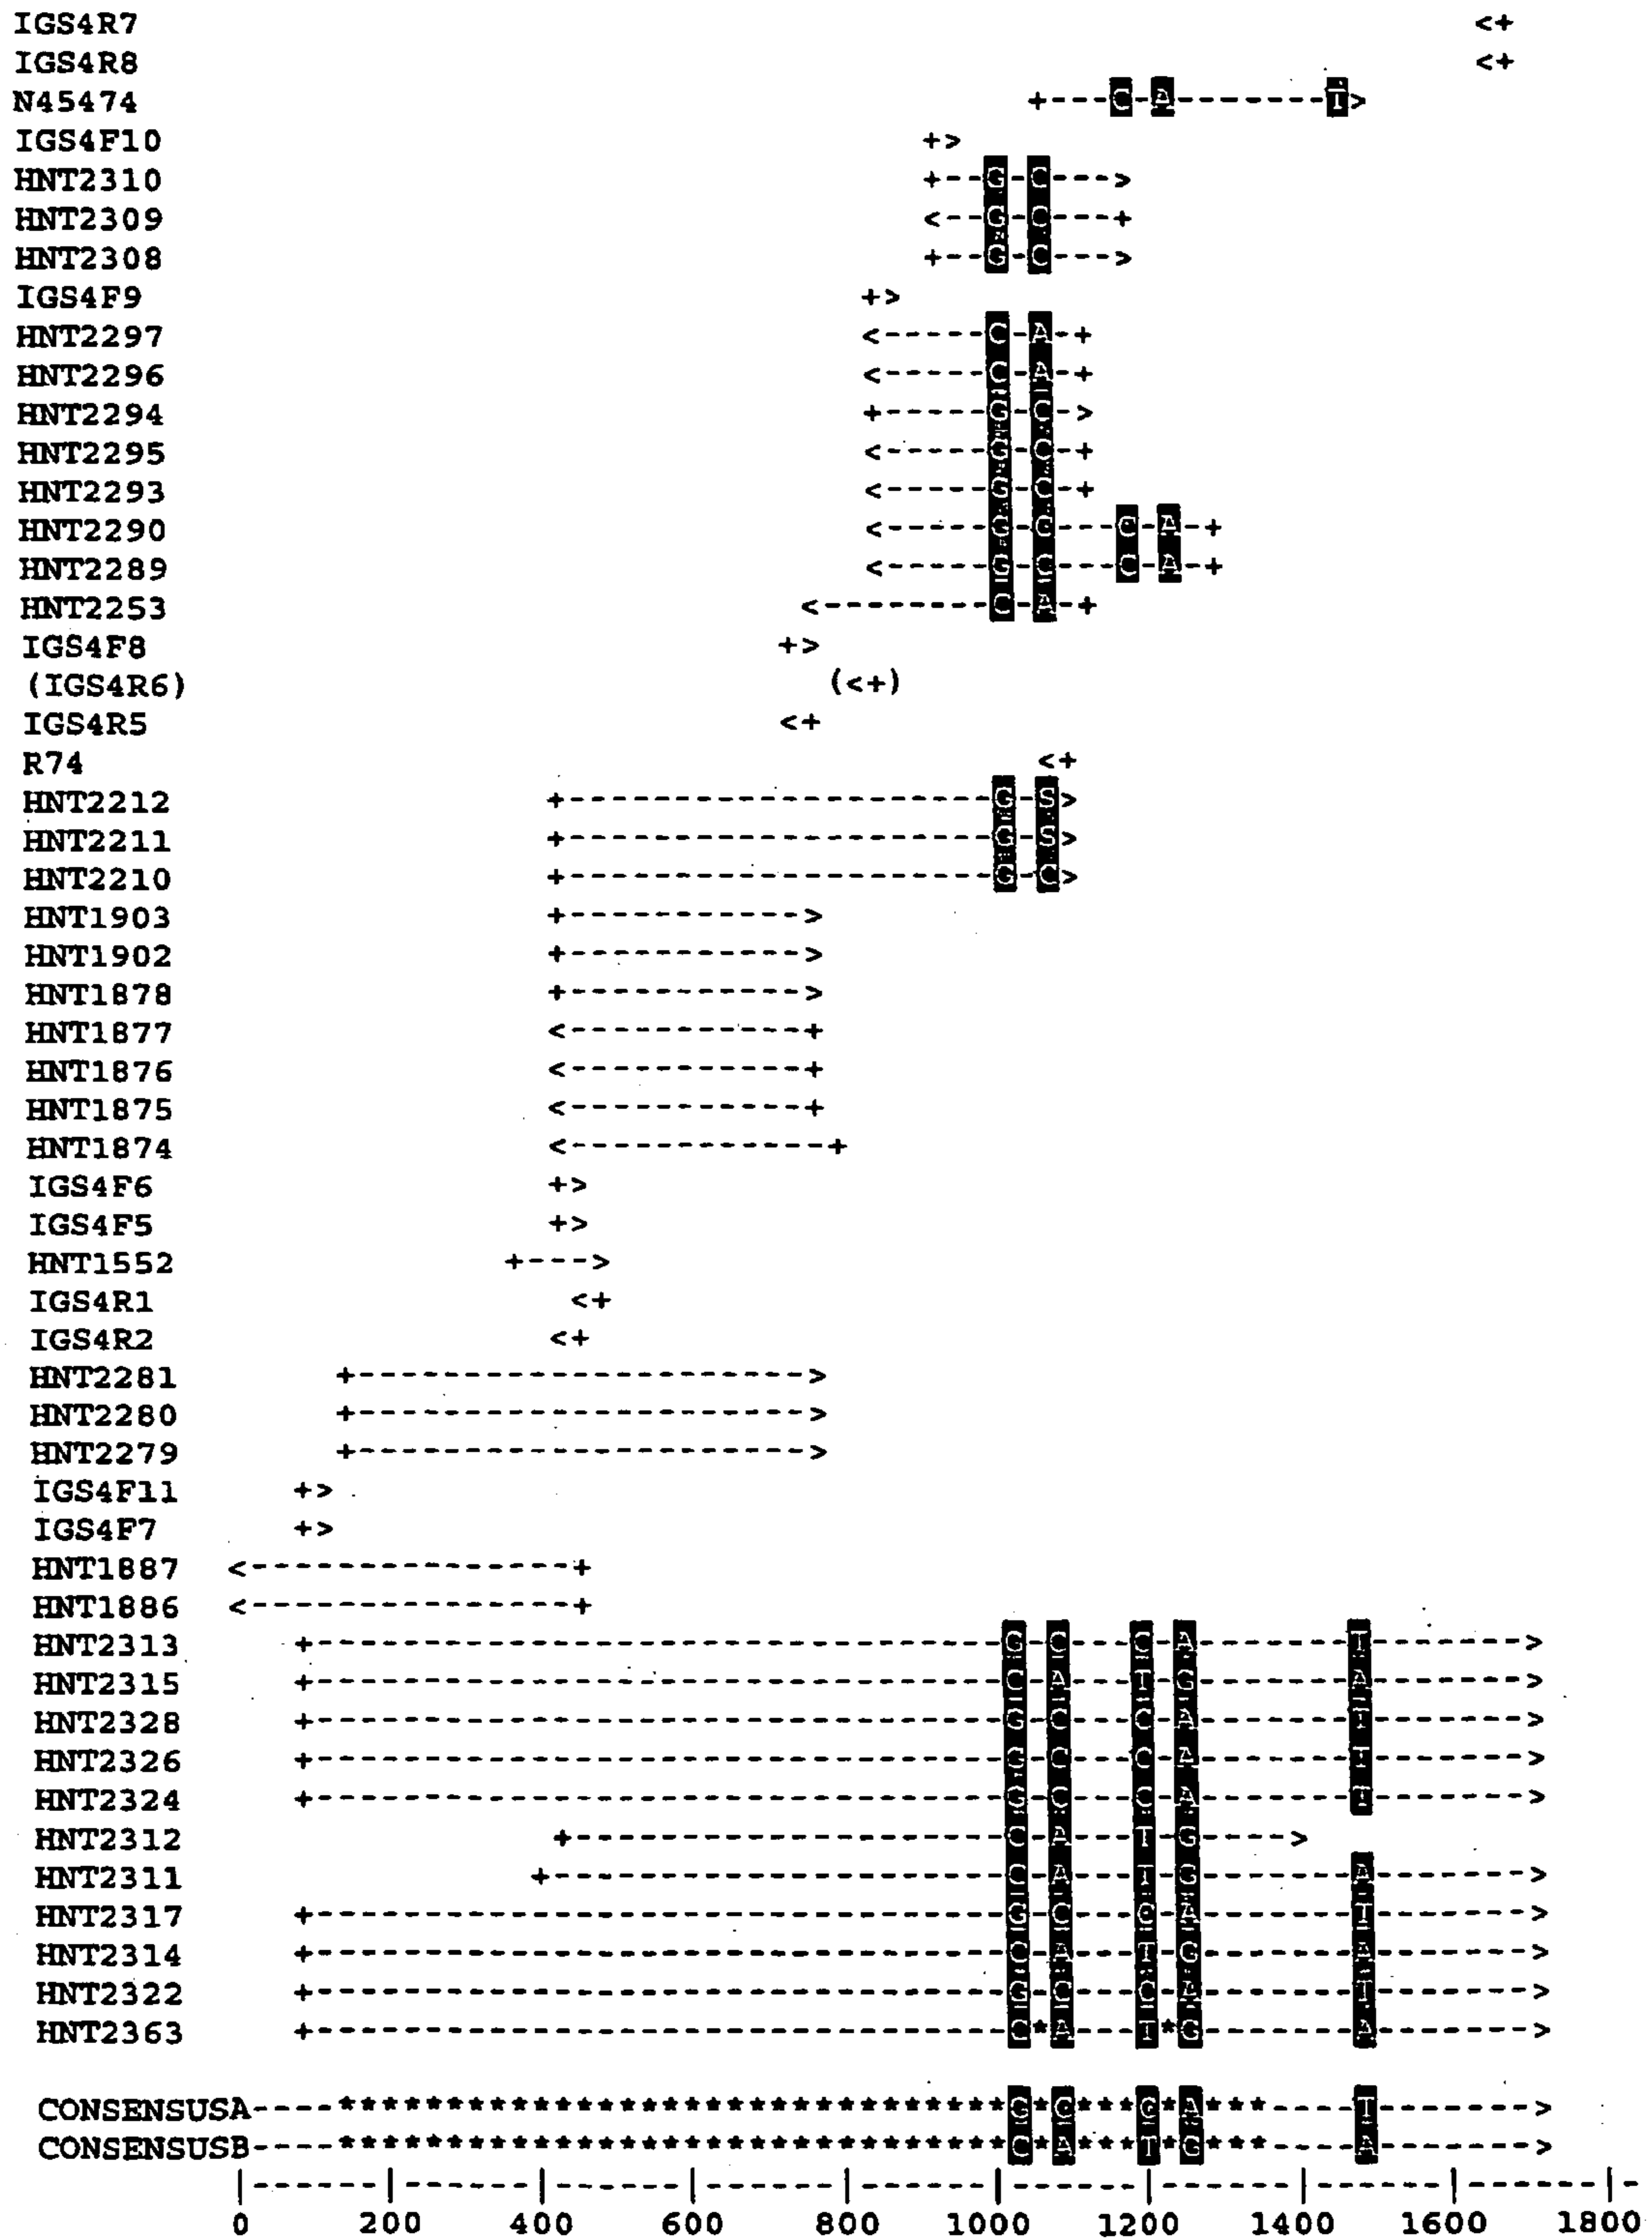 IGS4R7 <+
IGS4R8 <+
N45474 +---C-A-------T>
IGS4F10 +>
HNT2310 +--G-C--->
HNT2309 <--G-C---+
HNT2308 +--G-C--->
IGS4F9 +>
HNT2297 <-----C-A-+
HNT2296 <-----C-A-+
HNT2294 +-----G-C->
HNT2295 <-----G-C-+
HNT2293 <-----G-C-+
HNT2290 <-----G-C---C-A-+
HNT2289 <-----G-C---C-A-+
HNT2253 <--------C-A-+
IGS4F8 +>
(IGS4R6) (<+)
IGS4R5 <+
R74 <+
HNT2212 +--------------------G-S>
HNT2211 +--------------------G-S>
HNT2210 +--------------------G-C>
HNT1903 +----------->
HNT1902 +----------->
HNT1878 +----------->
HNT1877 <-----------+
HNT1876 <-----------+
HNT1875 <-----------+
HNT1874 <------------+
IGS4F6 +>
IGS4F5 +>
HNT1552 +--->
IGS4R1 <+
IGS4R2 <+
HNT2281 +--------------------->
HNT2280 +--------------------->
HNT2279 +--------------------->
IGS4F11 +>
IGS4F7 +>
HNT1887 <---------------+
HNT1886 <---------------+
HNT2313 +--------------------------------G-C---C-A-------T------->
HNT2315 +--------------------------------C-A---T-G-------A------->
HNT2328 +--------------------------------G-C---C-A-------T------->
HNT2326 +--------------------------------G-C---C-A-------T------->
HNT2324 +--------------------------------G-C---C-A-------T------->
HNT2312 +--------------------C-A---T-G---->
HNT2311 +---------------------C-A---T-G-------A------->
HNT2317 +--------------------------------G-C---C-A-------T------->
HNT2314 +--------------------------------C-A---T-G-------A------->
HNT2322 +--------------------------------G-C---C-A-------T------->
HNT2363 +--------------------------------C*A---T*G-------A------->
CONSENSUSA----*******************************G*C***C*A***----T------->
CONSENSUSB----*******************************C*A***T*G***----A------->
|------|------|------|------|------|------|------|------|------|-
0 200 400 600 800 1000 1200 1400 1600 1800